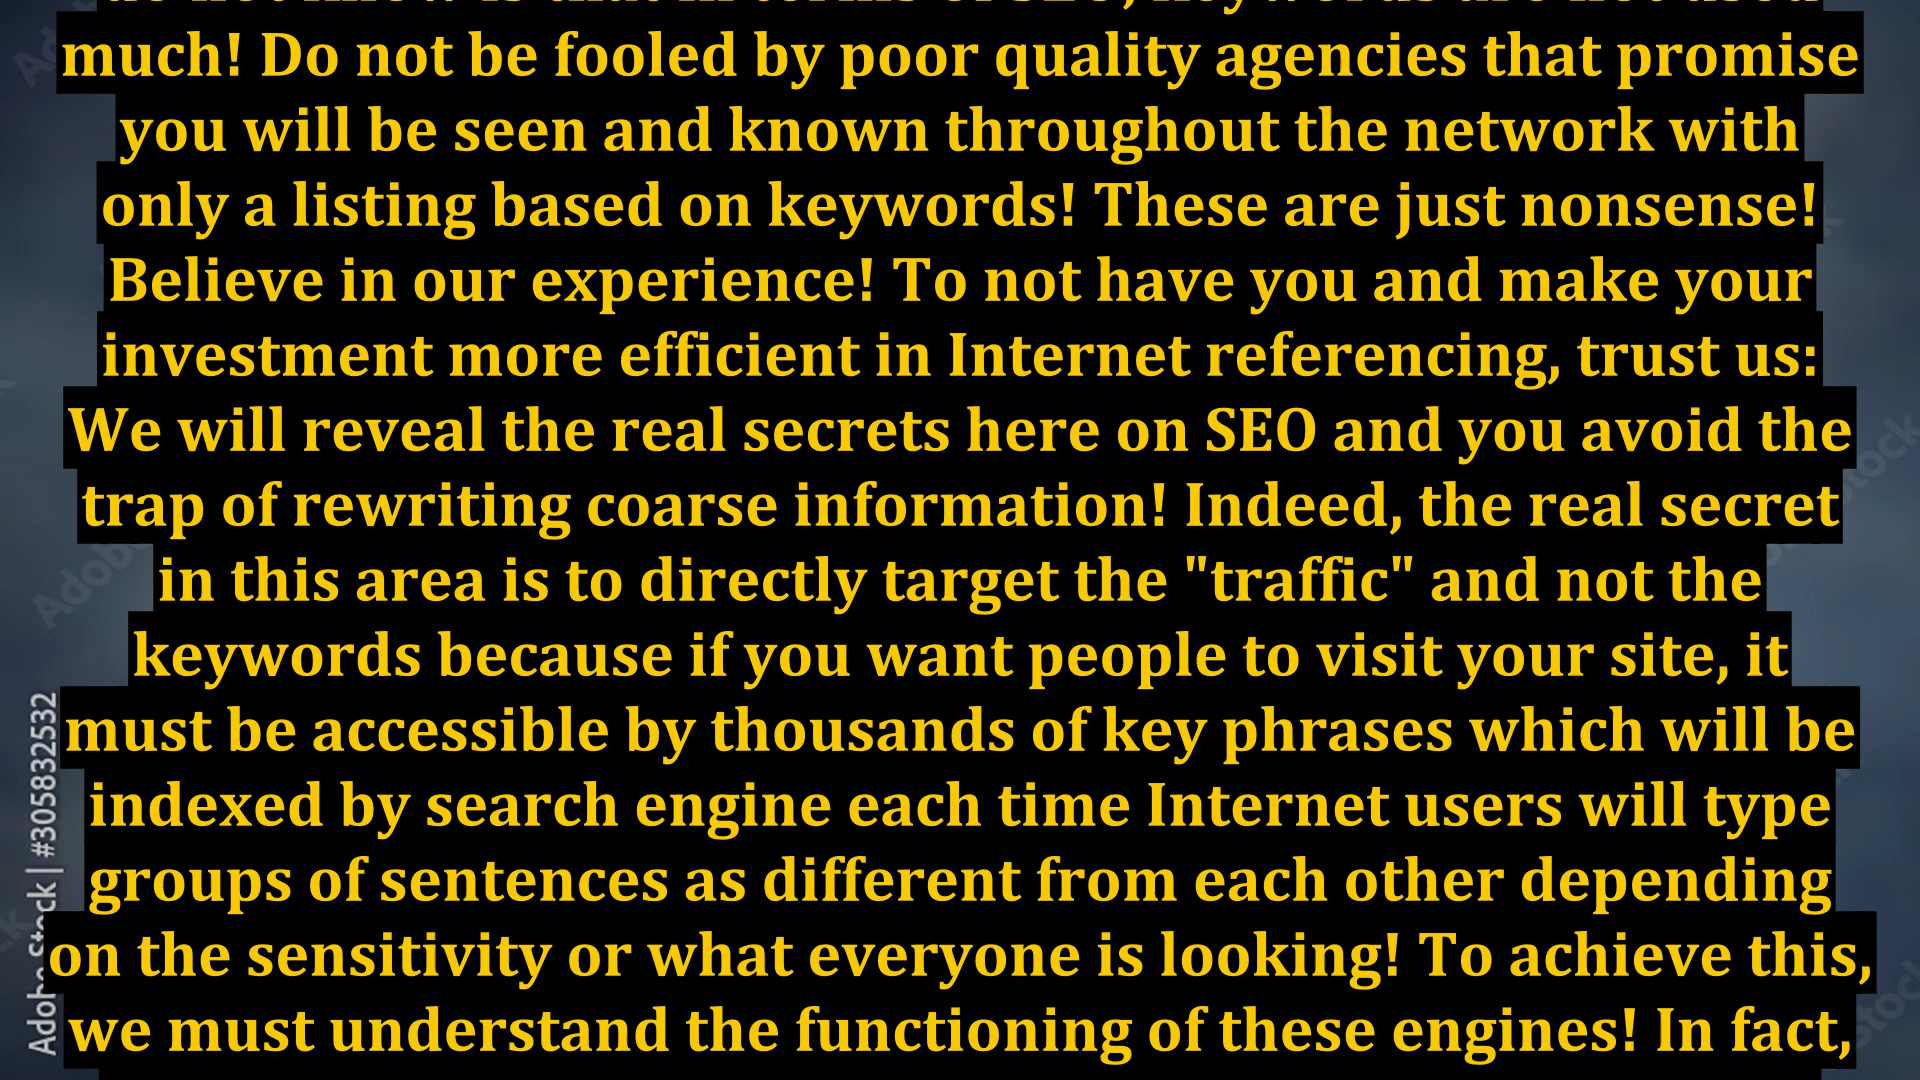 much! Do not be fooled by poor quality agencies that promise
you will be seen and known throughout the network with
only a listing based on keywords! These are just nonsense!
Believe in our experience! To not have you and make your
investment more efficient in Internet referencing, trust us:
We will reveal the real secrets here on SEO and you avoid the
trap of rewriting coarse information! Indeed, the real secret
in this area is to directly target the "traffic" and not the
keywords because if you want people to visit your site, it
must be accessible by thousands of key phrases which will be
indexed by search engine each time Internet users will type
groups of sentences as different from each other depending
on the sensitivity or what everyone is looking! To achieve this,
we must understand the functioning of these engines! In fact,
Adobe Stock | #305832532